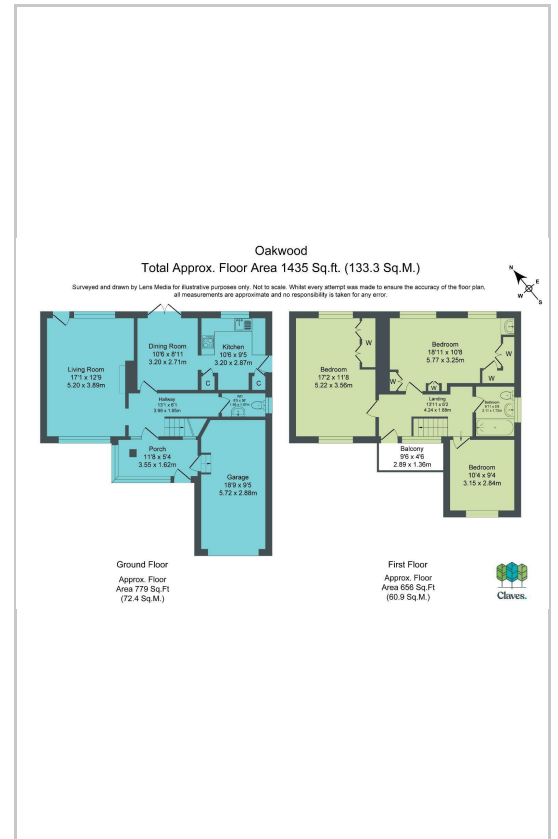 Oakwood
Total Approx. Floor Area 1435 Sq.ft. (133.3 Sq.M.)
Surveyed and drawn by Lens Media for illustrative purposes only. Not to scale. Whilst every attempt was made to ensure the accuracy of the floor plan,
all measurements are approximate and no responsibility is taken for any error.
N
E
S
W
Living Room
17'1 x 12'9
5.20 x 3.89m
Dining Room
10'6 x 8'11
3.20 x 2.71m
Kitchen
10'6 x 9'5
3.20 x 2.87m
C
C
Hallway
13'1 x 6'1
WC
Porch
11'8 x 5'4
3.55 x 1.62m
Garage
18'9 x 9'5
5.72 x 2.88m
Ground Floor
Approx. Floor
Area 779 Sq.Ft
(72.4 Sq.M.)
Bedroom
17'2 x 11'8
5.22 x 3.56m
W
W
Bedroom
18'11 x 10'8
5.77 x 3.25m
W
W
W
W
Landing
13'11 x 6'2
4.24 x 1.88m
Bathroom
Balcony
9'6 x 4'6
2.89 x 1.36m
Bedroom
10'4 x 9'4
3.15 x 2.84m
First Floor
Approx. Floor
Area 656 Sq.Ft
(60.9 Sq.M.)
Claves.